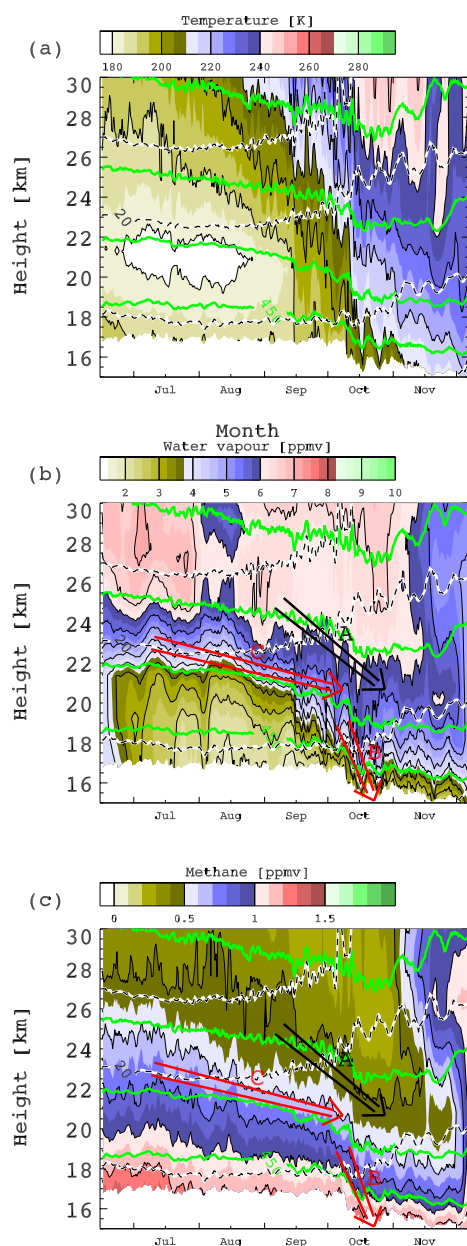 Temperature [K]
(a)
180 200 220 240 260 280
30
28
26
24
22
20
18
16
Height [km]
20
450
Jul Aug Sep Oct Nov
Month
Water vapour [ppmv]
(b)
2 3 4 5 6 7 8 9 10
30
28
26
24
22
20
18
16
Height [km]
A
C
B
Jul Aug Sep Oct Nov
Methane [ppmv]
(c)
0 0.5 1 1.5
30
28
26
24
22
20
18
16
Height [km]
20
A
C
450
B
Jul Aug Sep Oct Nov